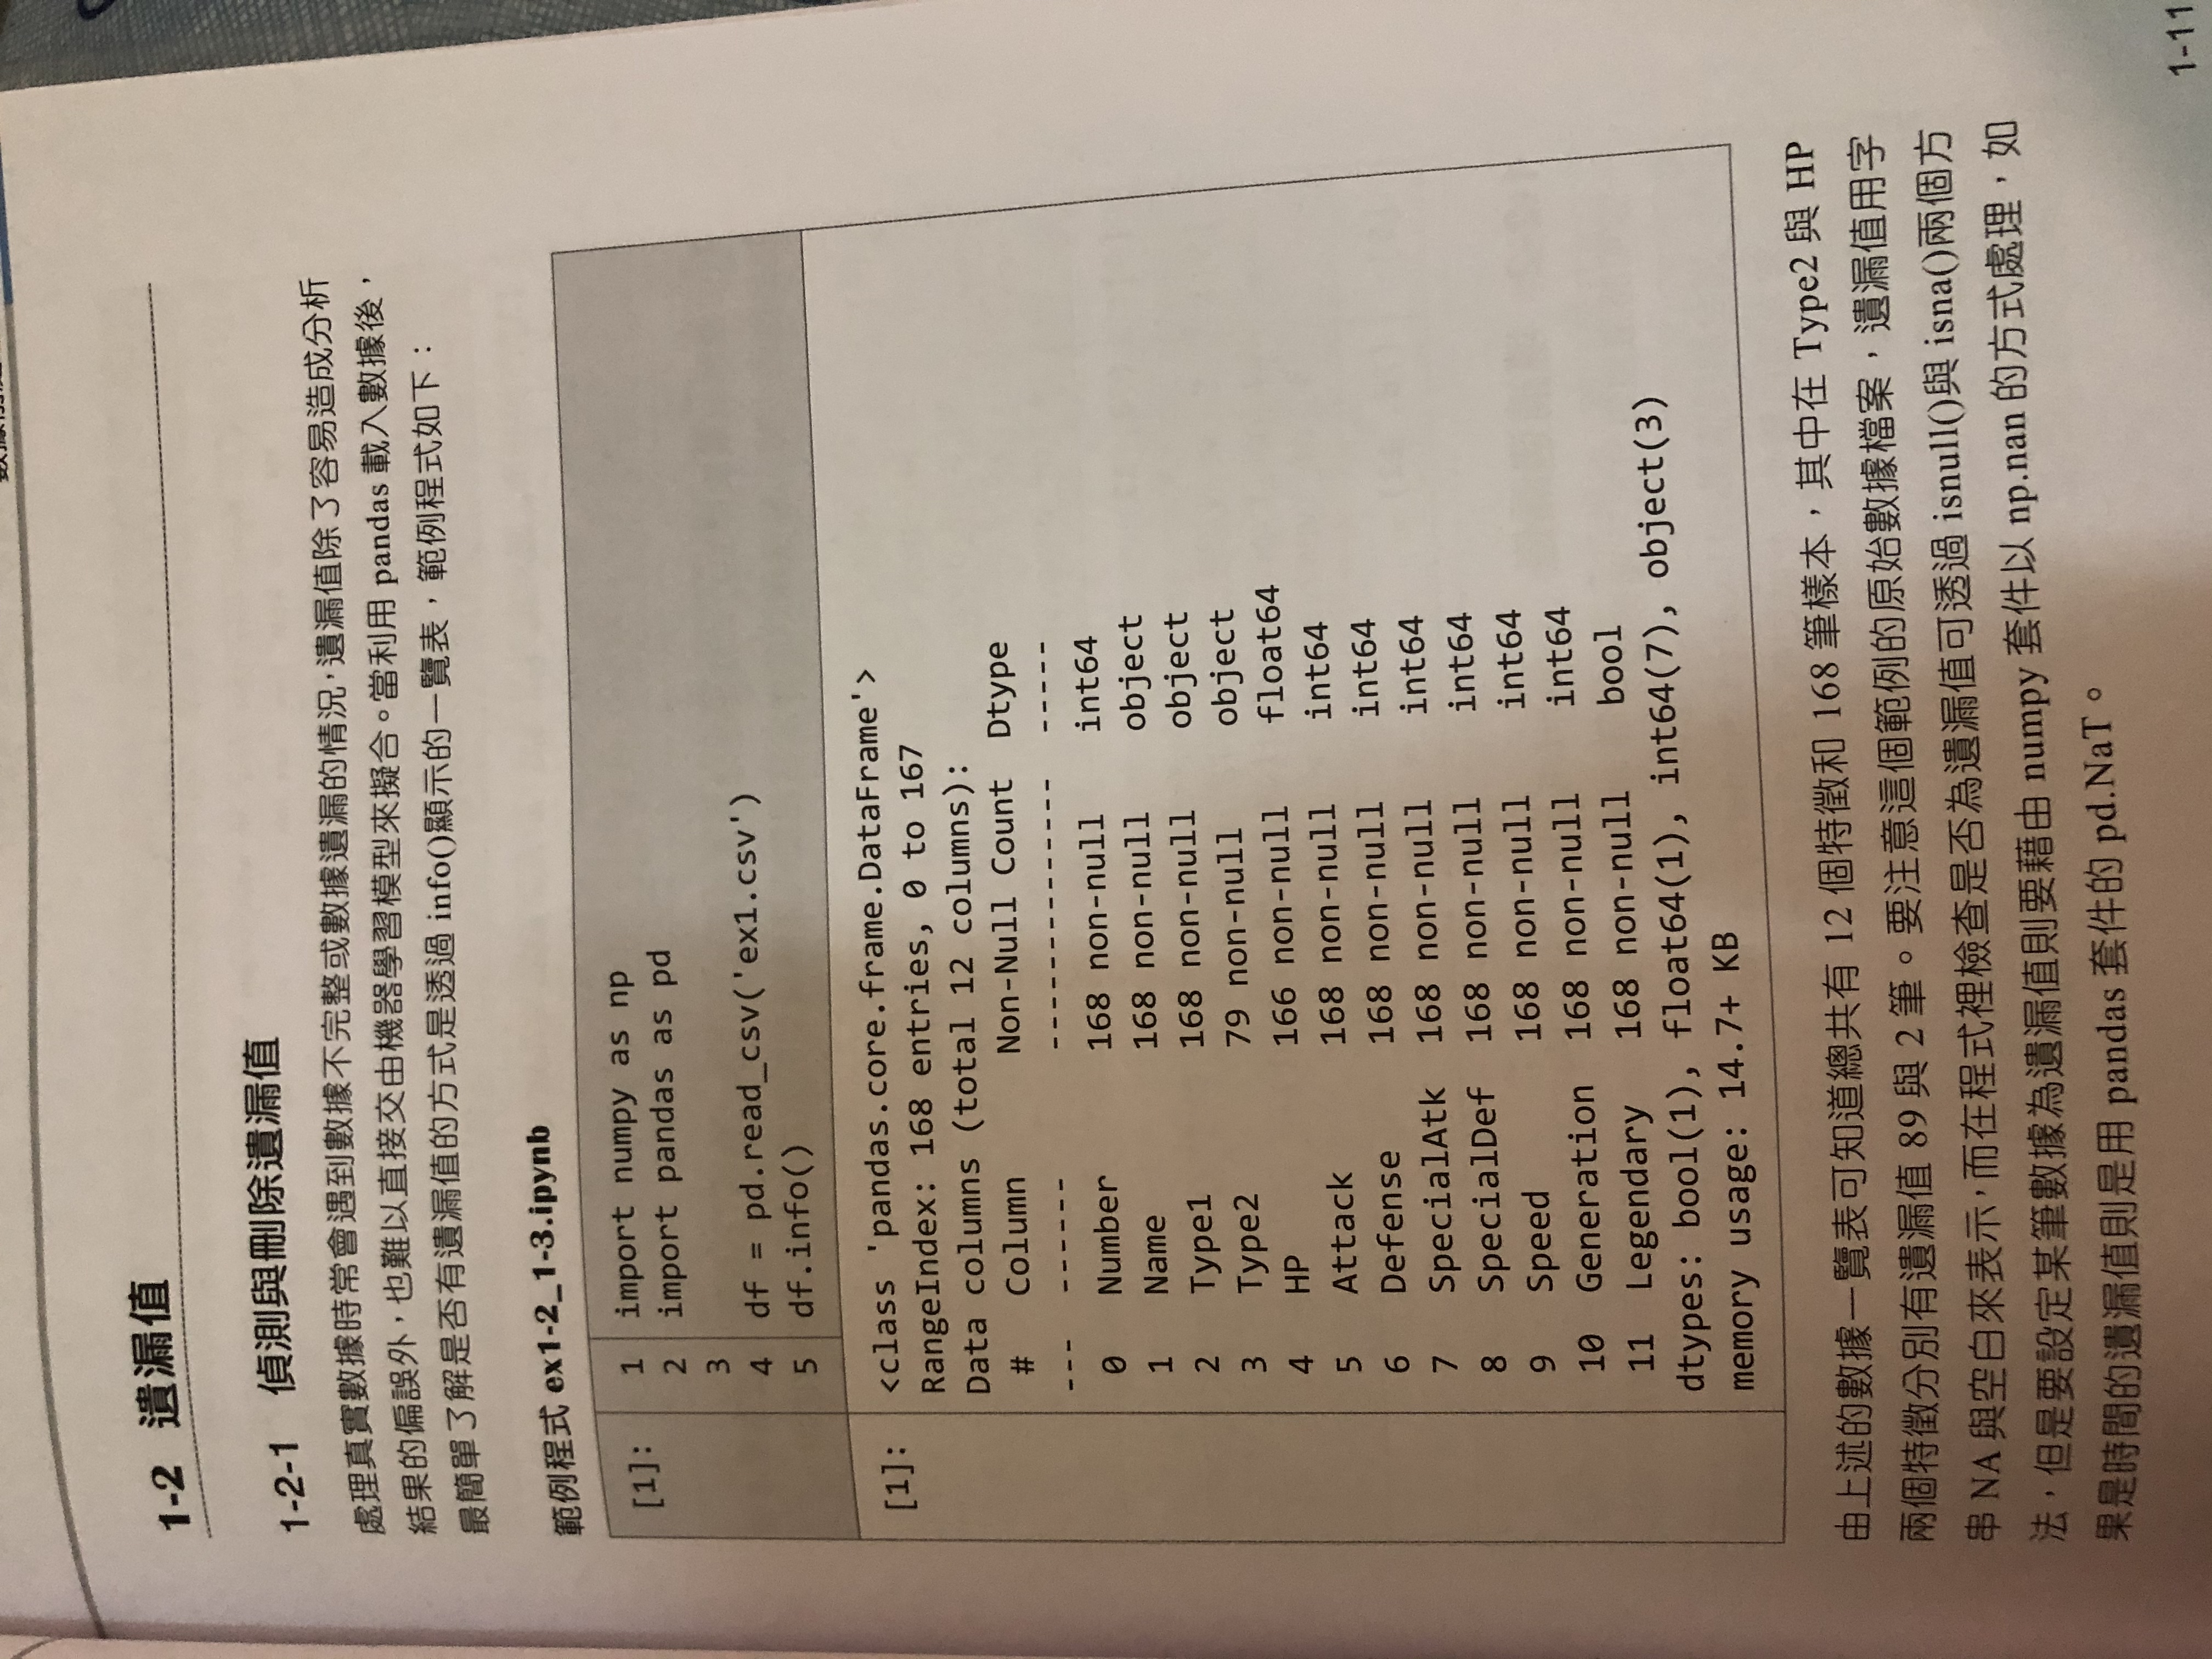 1-2 遺漏值
1-2-1 偵測與刪除遺漏值
處理真實數據時常會遇到數據不完整或數據遺漏的情況，遺漏值除了容易造成分析
結果的偏誤外，也難以直接交由機器學習模型來擬合。當利用 pandas 載入數據後，
最簡單了解是否有遺漏值的方式是透過 info()顯示的一覽表，範例程式如下：
範例程式 ex1-2_1-3.ipynb
[1]: 1 import numpy as np
2 import pandas as pd
3
4 df = pd.read_csv('ex1.csv')
5 df.info()
[1]: <class 'pandas.core.frame.DataFrame'>
RangeIndex: 168 entries, 0 to 167
Data columns (total 12 columns):
# Column Non-Null Count Dtype
--- ------ -------------- -----
0 Number 168 non-null int64
1 Name 168 non-null object
2 Type1 168 non-null object
3 Type2 79 non-null object
4 HP 166 non-null float64
5 Attack 168 non-null int64
6 Defense 168 non-null int64
7 SpecialAtk 168 non-null int64
8 SpecialDef 168 non-null int64
9 Speed 168 non-null int64
10 Generation 168 non-null int64
11 Legendary 168 non-null bool
dtypes: bool(1), float64(1), int64(7), object(3)
memory usage: 14.7+ KB
由上述的數據一覽表可知道總共有 12 個特徵和 168 筆樣本，其中在 Type2 與 HP
兩個特徵分別有遺漏值 89 與 2 筆。要注意這個範例的原始數據檔案，遺漏值用字
串 NA 與空白來表示，而在程式裡檢查是否為遺漏值可透過 isnull()與 isna()兩個方
法，但是要設定某筆數據為遺漏值則要藉由 numpy 套件以 np.nan 的方式處理，如
果是時間的遺漏值則是用 pandas 套件的 pd.NaT。
1-11